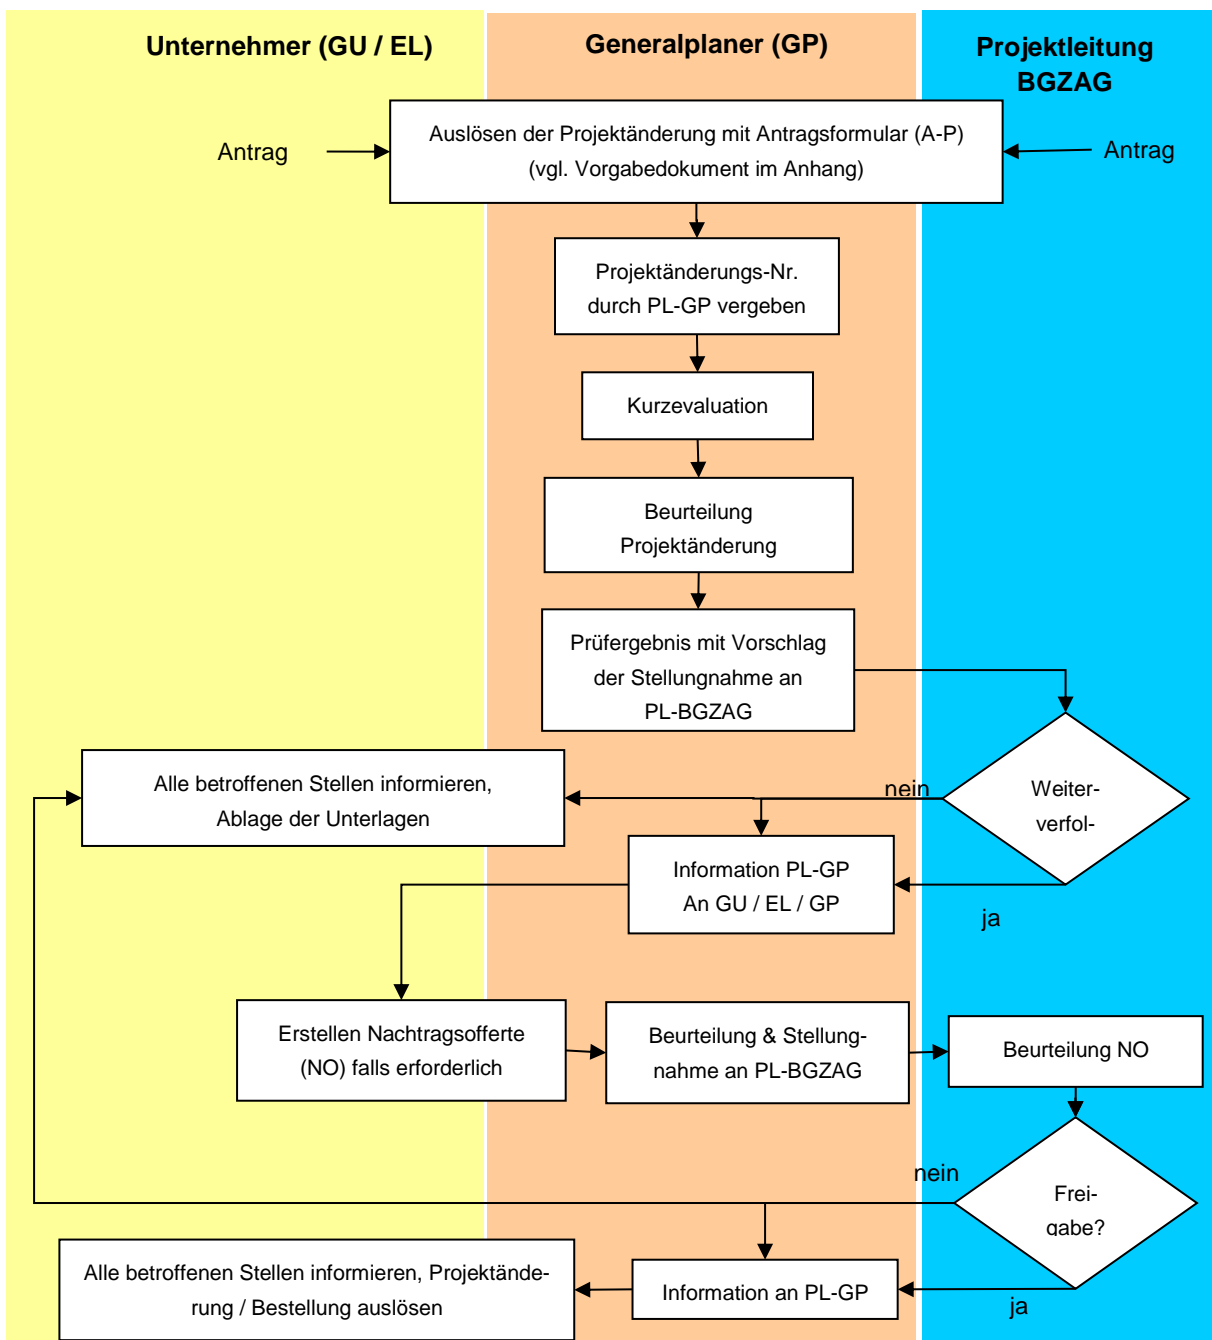 Unternehmer (GU / EL)
Generalplaner (GP)
Projektleitung
BGZAG
Antrag
Auslösen der Projektänderung mit Antragsformular (A-P)
(vgl. Vorgabedokument im Anhang)
Antrag
Projektänderungs-Nr.
durch PL-GP vergeben
Kurzevaluation
Beurteilung
Projektänderung
Prüfergebnis mit Vorschlag
der Stellungnahme an
PL-BGZAG
Alle betroffenen Stellen informieren,
Ablage der Unterlagen
nein
Weiter-
verfol-
Information PL-GP
An GU / EL / GP
ja
Erstellen Nachtragsofferte
(NO) falls erforderlich
Beurteilung & Stellung-
nahme an PL-BGZAG
Beurteilung NO
nein
Frei-
gabe?
Alle betroffenen Stellen informieren, Projektände-
rung / Bestellung auslösen
Information an PL-GP
ja